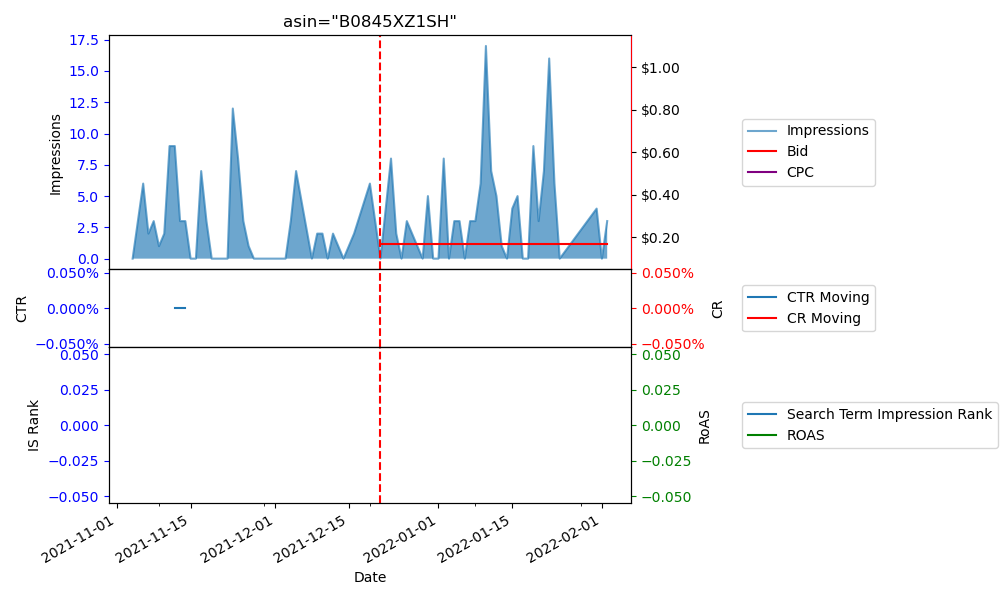 asin="B0845XZ1SH"
17.5
15.0
12.5
10.0
7.5
5.0
2.5
0.0
Impressions
$1.00
$0.80
$0.60
$0.40
$0.20
Impressions
Bid
CPC
0.050%
0.000%
−0.050%
CTR
0.050%
0.000%
−0.050%
CR
CTR Moving
CR Moving
0.050
0.025
0.000
−0.025
−0.050
IS Rank
0.050
0.025
0.000
−0.025
−0.050
RoAS
Search Term Impression Rank
ROAS
2021-11-01
2021-11-15
2021-12-01
2021-12-15
2022-01-01
2022-01-15
2022-02-01
Date